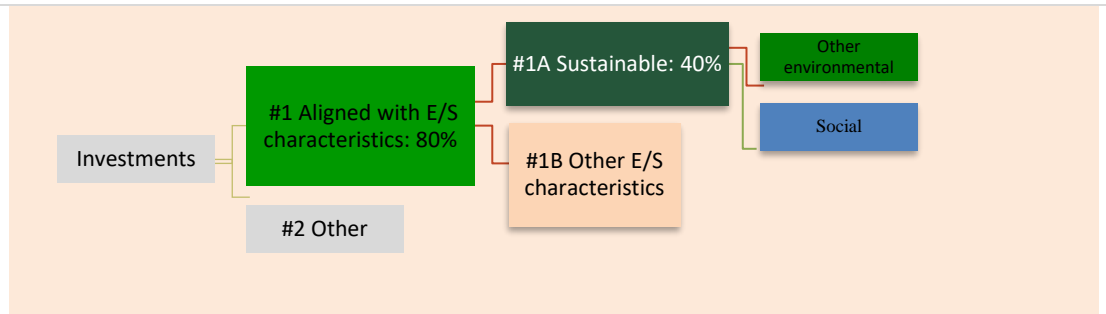 Investments
#1 Aligned with E/S
characteristics: 80%
#2 Other
#1A Sustainable: 40%
#1B Other E/S
characteristics
Other
environmental
Social